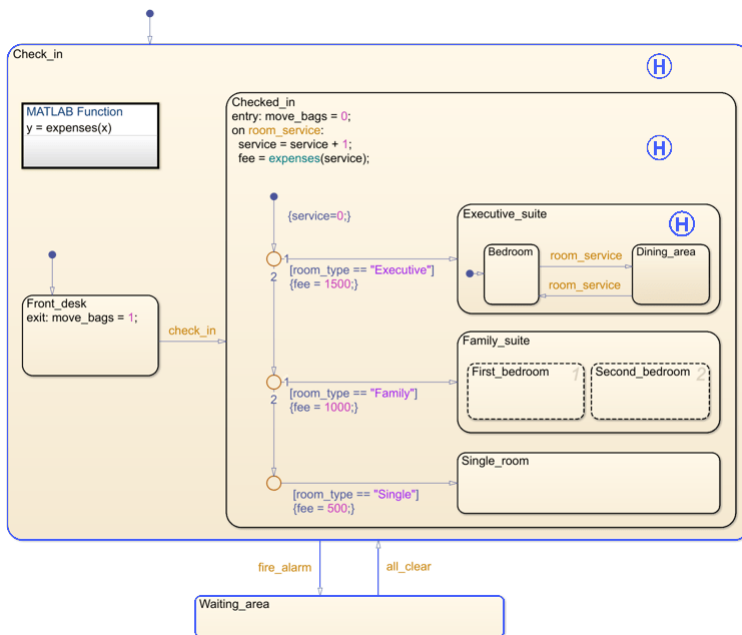 Check_in
H
MATLAB Function
y = expenses(x)
Checked_in
entry: move_bags = 0;
on room_service:
service = service + 1;
fee = expenses(service);
H
{service=0;}
Executive_suite
H
Bedroom
room_service
Dining_area
room_service
1
[room_type == "Executive"]
{fee = 1500;}
2
Front_desk
exit: move_bags = 1;
check_in
Family_suite
First_bedroom 1
Second_bedroom 2
1
[room_type == "Family"]
{fee = 1000;}
2
Single_room
[room_type == "Single"]
{fee = 500;}
fire_alarm
all_clear
Waiting_area